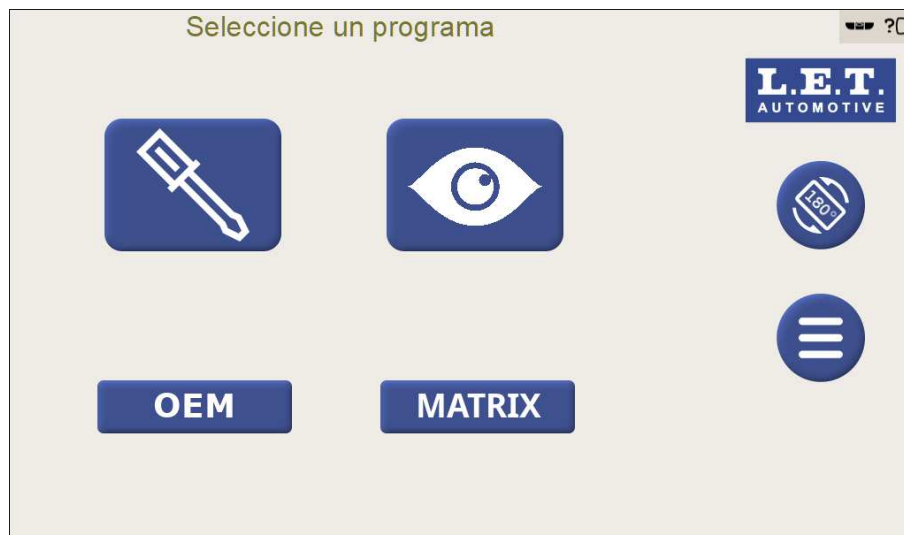 Seleccione un programa
L.E.T.
AUTOMOTIVE
180°
OEM
MATRIX